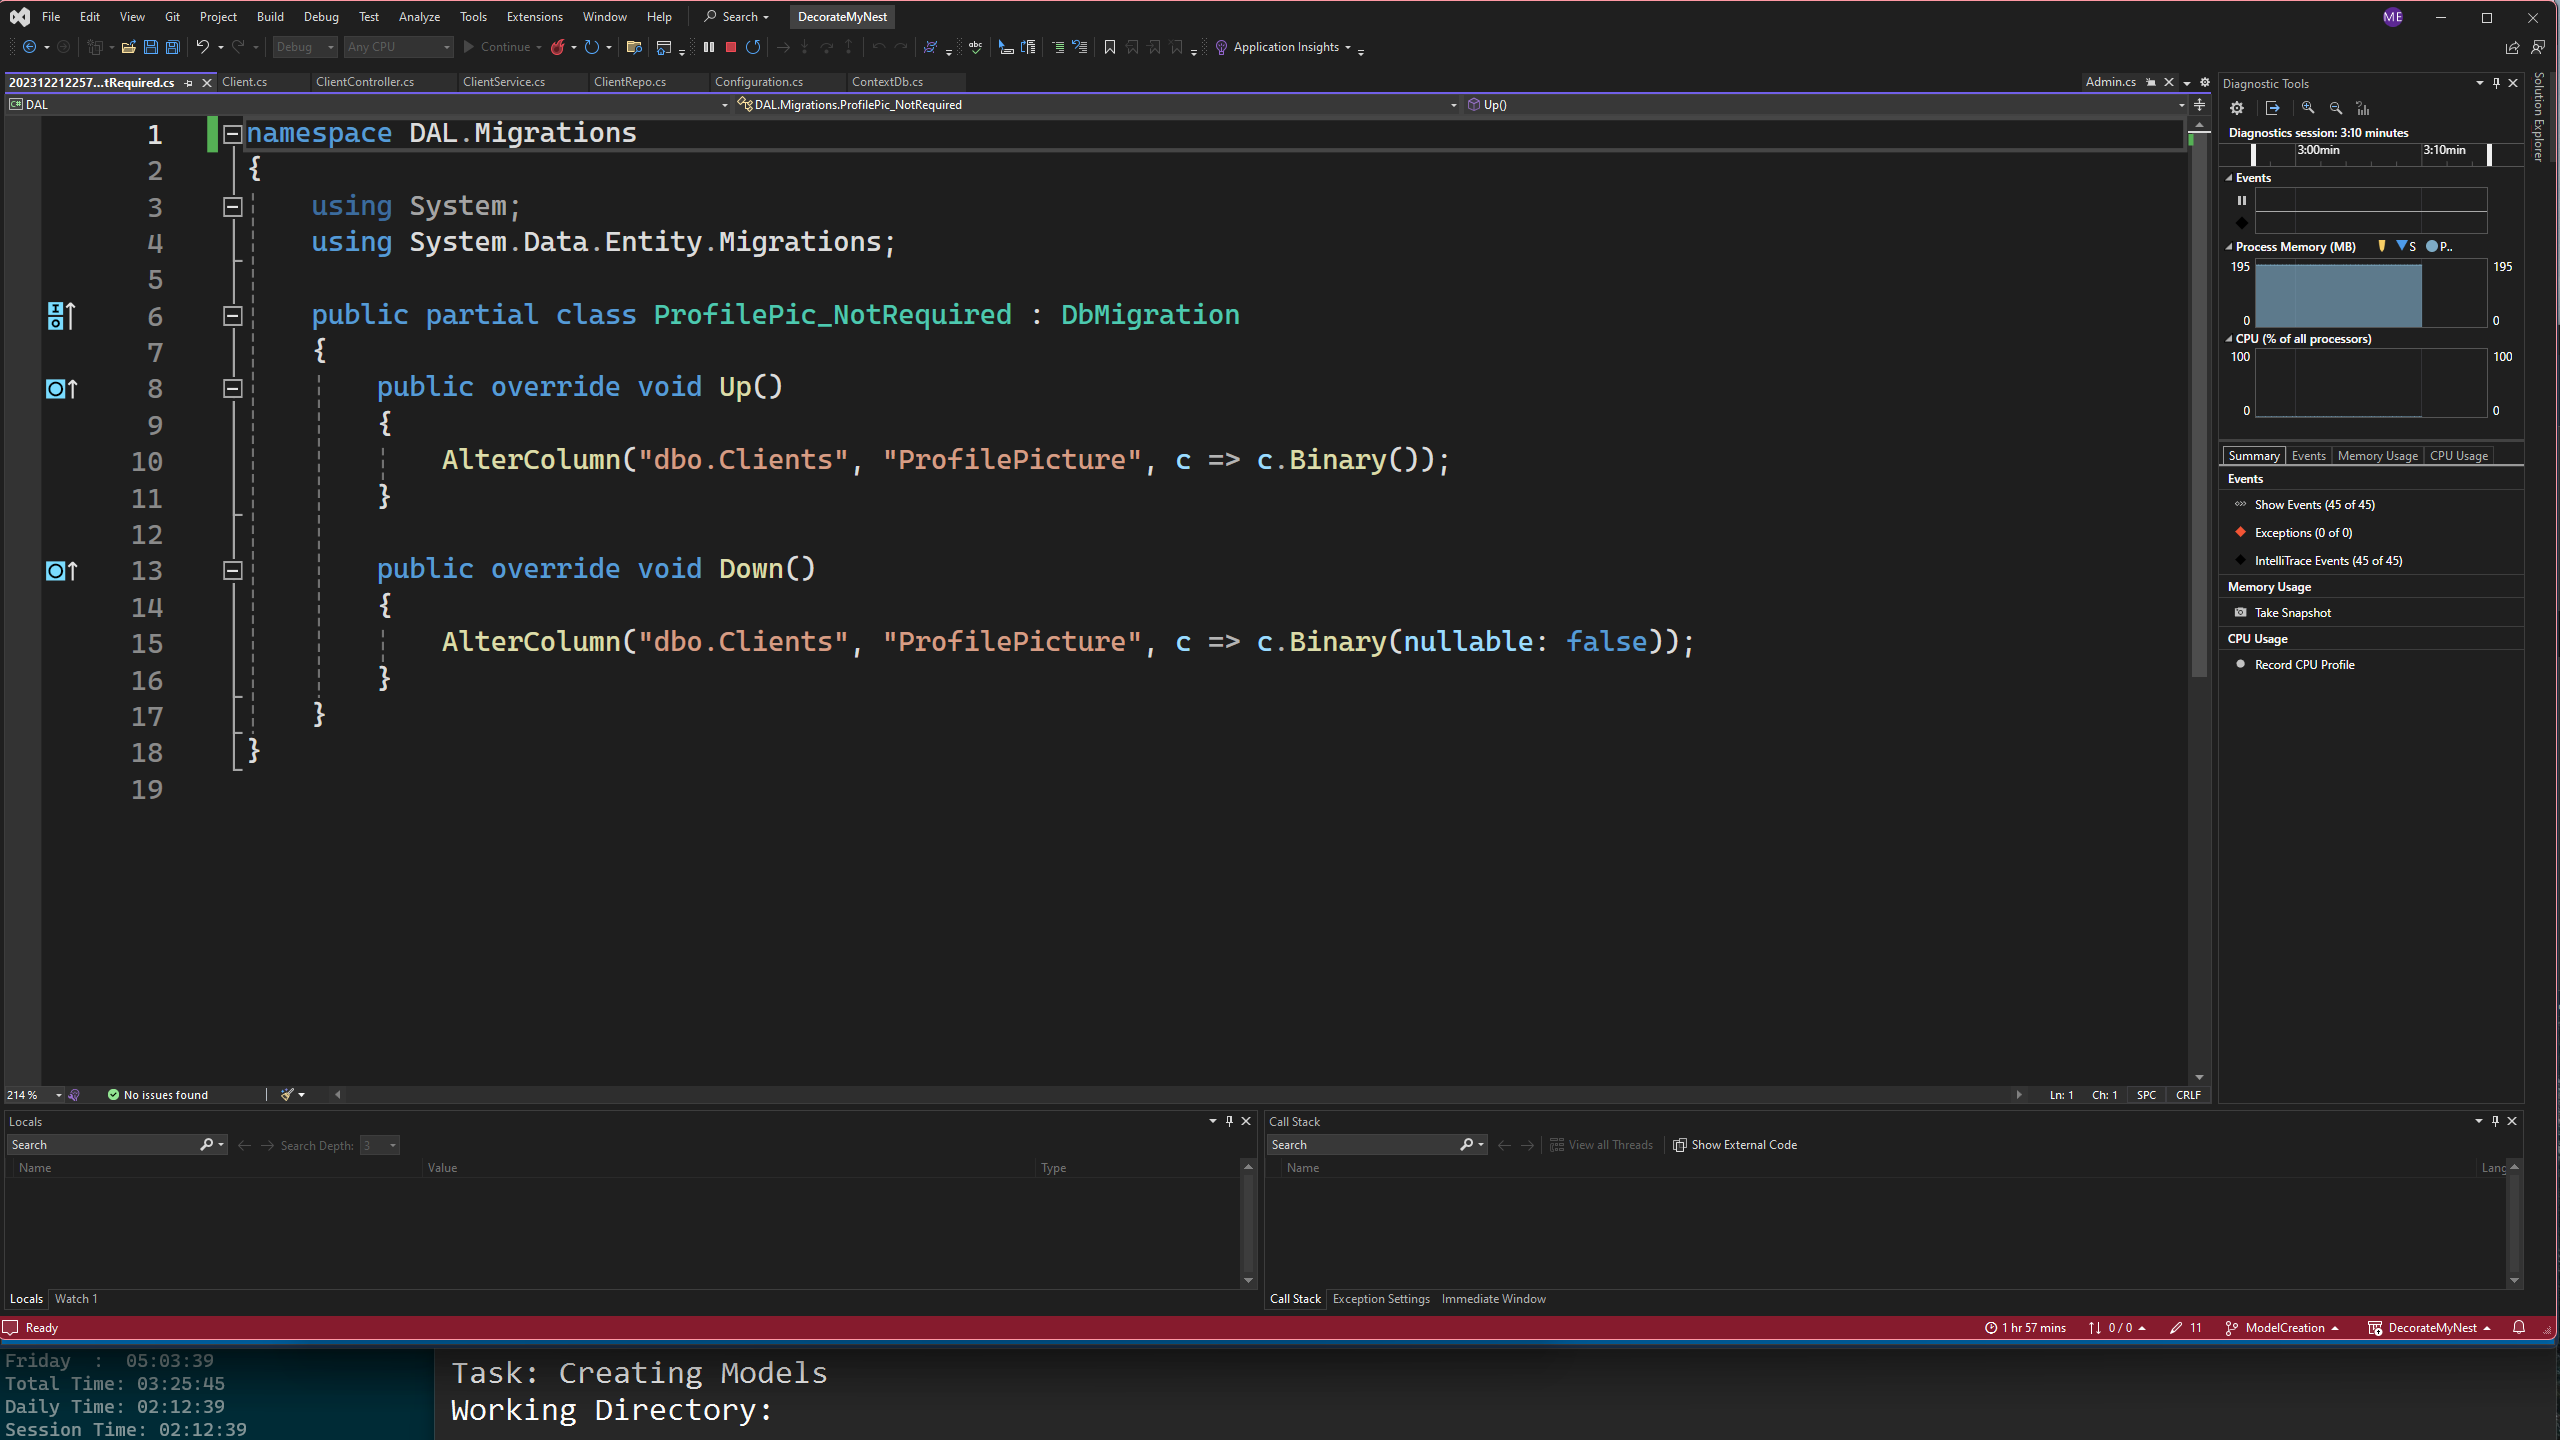 File Edit View Git Project Build Debug Test Analyze Tools Extensions Window Help Search DecorateMyNest ME
Debug Any CPU Continue Application Insights
202312212257...tRequired.cs Client.cs ClientController.cs ClientService.cs ClientRepo.cs Configuration.cs ContextDb.cs Admin.cs
DAL DAL.Migrations.ProfilePic_NotRequired Up()
1 namespace DAL.Migrations
2 {
3 using System;
4 using System.Data.Entity.Migrations;
5
6 public partial class ProfilePic_NotRequired : DbMigration
7 {
8 public override void Up()
9 {
10 AlterColumn("dbo.Clients", "ProfilePicture", c => c.Binary());
11 }
12
13 public override void Down()
14 {
15 AlterColumn("dbo.Clients", "ProfilePicture", c => c.Binary(nullable: false));
16 }
17 }
18 }
19
214 % No issues found Ln: 1 Ch: 1 SPC CRLF
Diagnostic Tools
Diagnostics session: 3:10 minutes
3:00min 3:10min
Events
Process Memory (MB) S P..
195 195
0 0
CPU (% of all processors)
100 100
0 0
Summary Events Memory Usage CPU Usage
Events
Show Events (45 of 45)
Exceptions (0 of 0)
IntelliTrace Events (45 of 45)
Memory Usage
Take Snapshot
CPU Usage
Record CPU Profile
Solution Explorer
Locals
Search Search Depth: 3
Name Value Type
Locals Watch 1
Call Stack
Search View all Threads Show External Code
Name Lang
Call Stack Exception Settings Immediate Window
Ready 1 hr 57 mins 0 / 0 11 ModelCreation DecorateMyNest
Friday : 05:03:39
Total Time: 03:25:45
Daily Time: 02:12:39
Session Time: 02:12:39
Task: Creating Models
Working Directory: